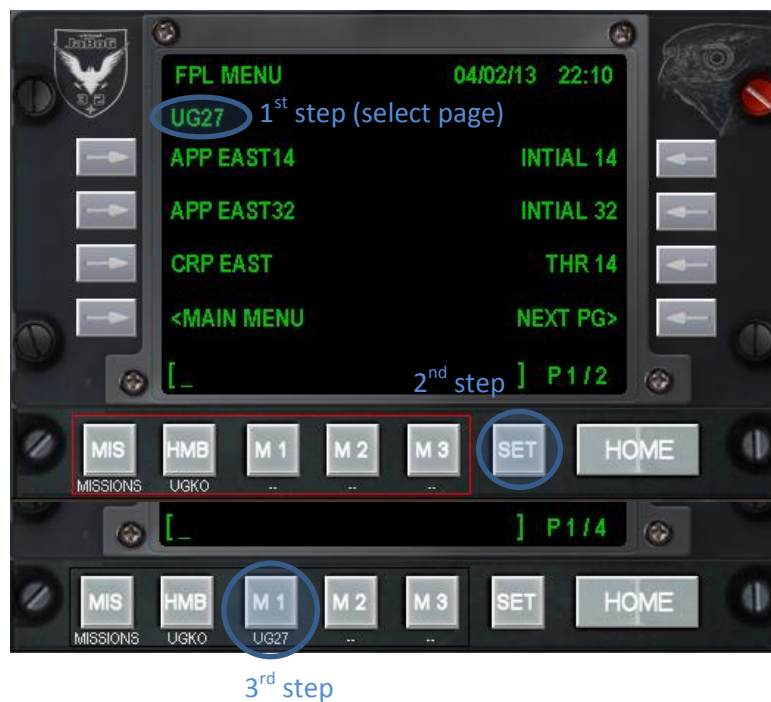 JaBoG
32
FPL MENU 04/02/13 22:10
UG27 1st step (select page)
APP EAST14 INTIAL 14
APP EAST32 INTIAL 32
CRP EAST THR 14
<MAIN MENU NEXT PG>
[_ 2nd step ] P1/2
MIS HMB M 1 M 2 M 3 SET HOME
MISSIONS UGKO -- -- --
[_ ] P1/4
MIS HMB M 1 M 2 M 3 SET HOME
MISSIONS UGKO UG27 -- --
3rd step